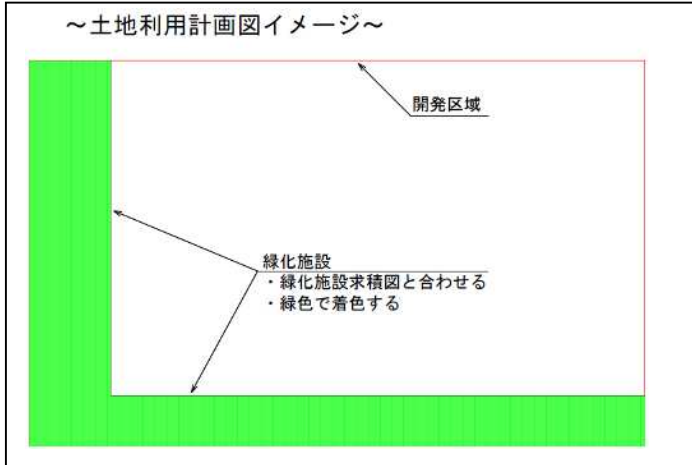 ～土地利用計画図イメージ～
開発区域
緑化施設
・緑化施設求積図と合わせる
・緑色で着色する